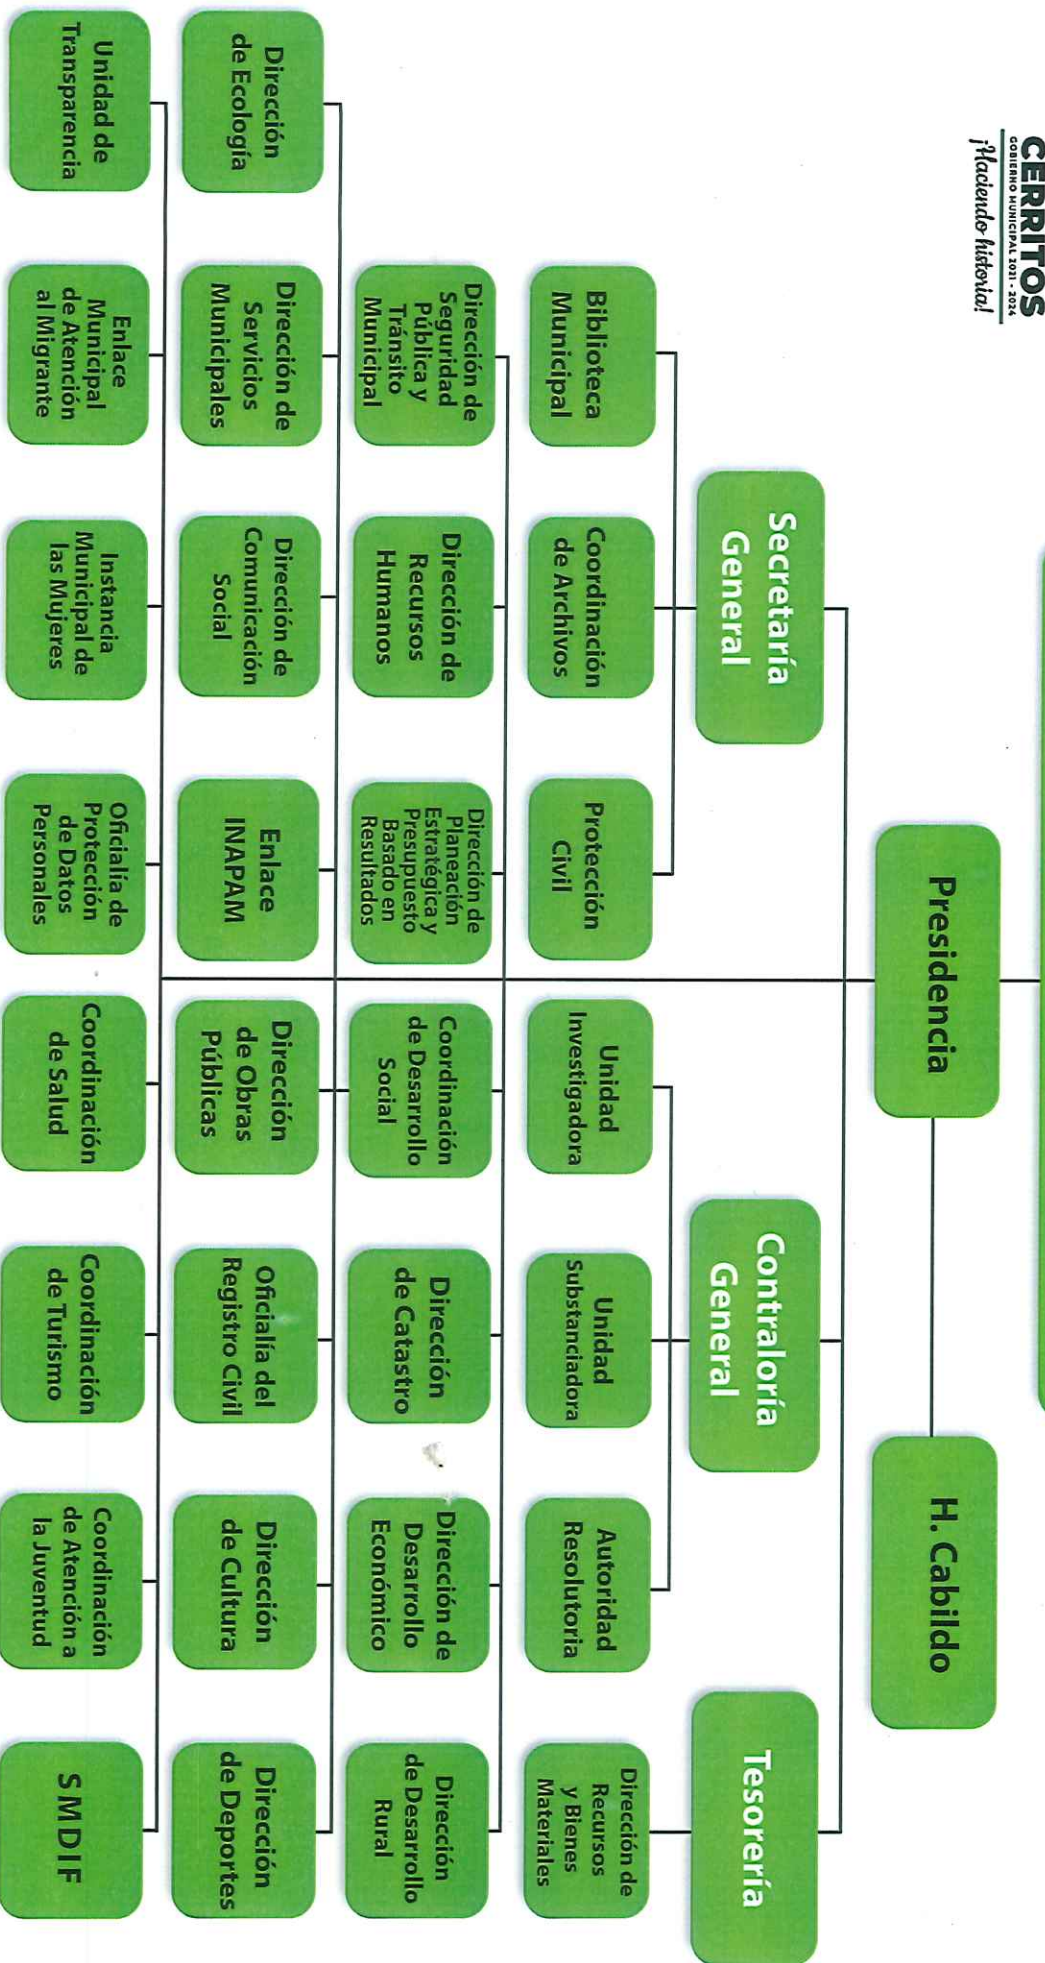 CERRITOS
GOBIERNO MUNICIPAL 2021 - 2024
¡Haciendo historia!
Presidencia
H. Cabildo
Secretaría
General
Contraloría
General
Tesorería
Biblioteca
Municipal
Coordinación
de Archivos
Protección
Civil
Unidad
Investigadora
Unidad
Substanciadora
Autoridad
Resolutoria
Dirección de
Recursos
y Bienes
Materiales
Dirección de
Seguridad
Pública y
Tránsito
Municipal
Dirección de
Recursos
Humanos
Dirección de
Planeación
Estratégica y
Presupuesto
Basado en
Resultados
Coordinación
de Desarrollo
Social
Dirección
de Catastro
Dirección de
Desarrollo
Económico
Dirección
de Desarrollo
Rural
Dirección
de Ecología
Dirección de
Servicios
Municipales
Dirección de
Comunicación
Social
Enlace
INAPAM
Dirección
de Obras
Públicas
Oficialía del
Registro Civil
Dirección
de Cultura
Dirección
de Deportes
Unidad de
Transparencia
Enlace
Municipal
de Atención
al Migrante
Instancia
Municipal de
las Mujeres
Oficialía de
Protección
de Datos
Personales
Coordinación
de Salud
Coordinación
de Turismo
Coordinación
de Atención a
la Juventud
SMDIF